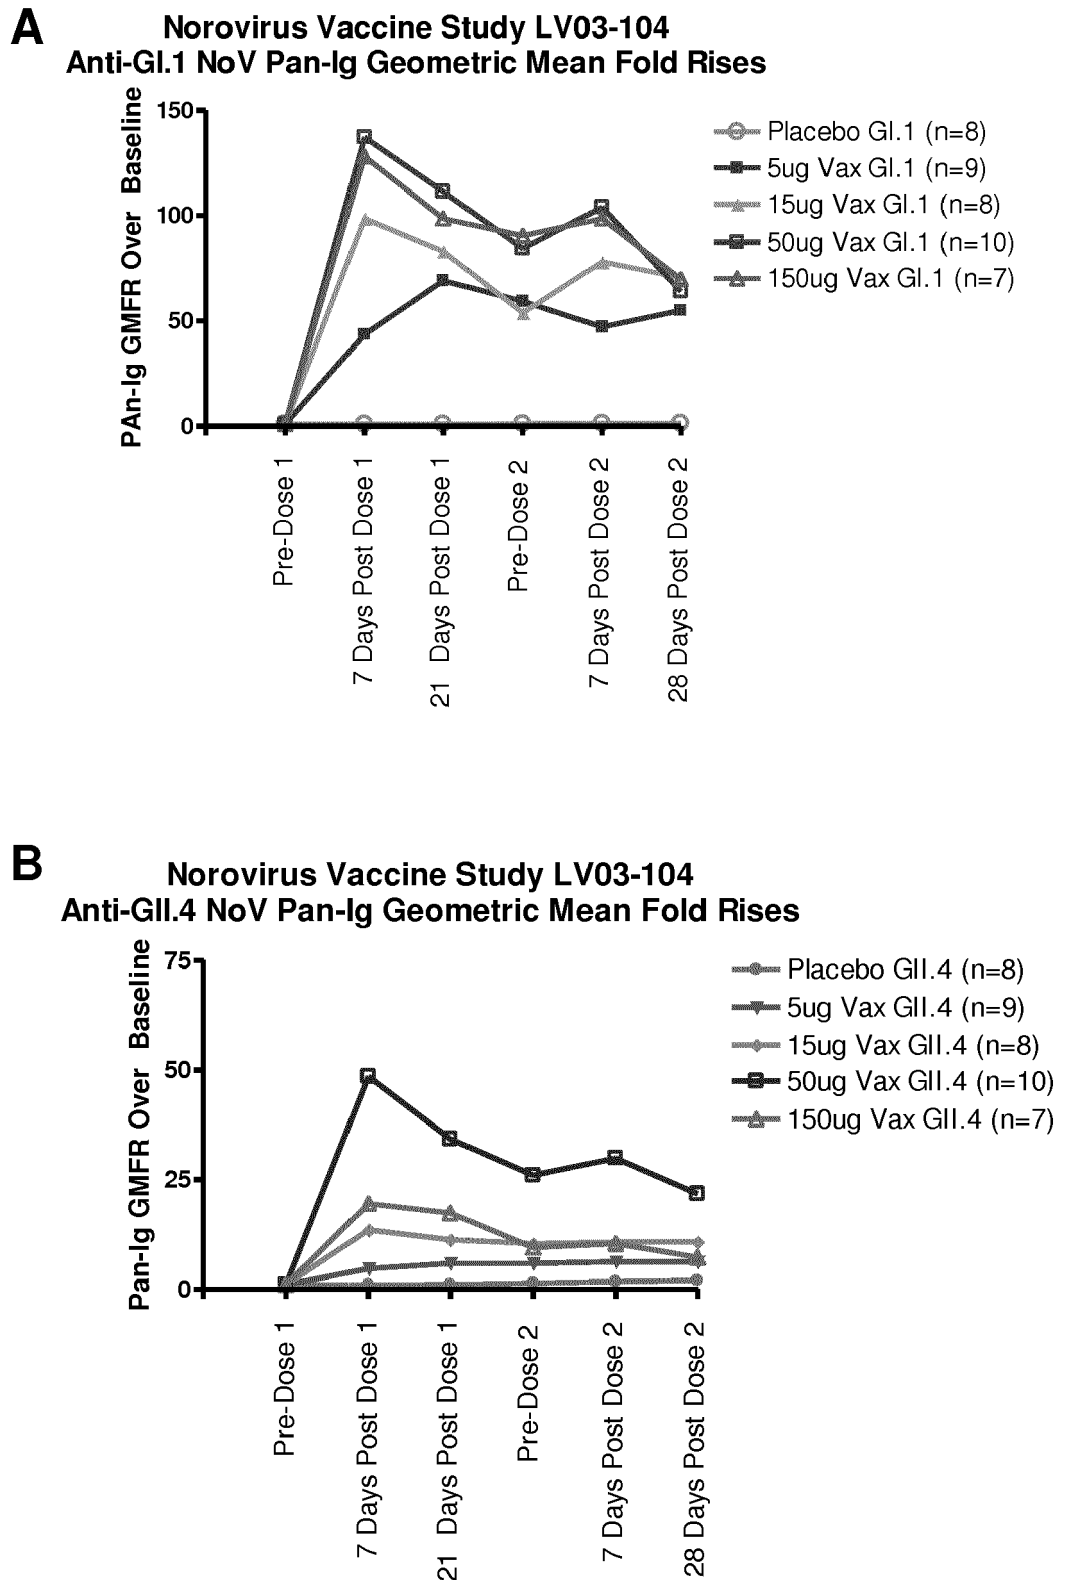 A
Norovirus Vaccine Study LV03-104
Anti-GI.1 NoV Pan-Ig Geometric Mean Fold Rises
PAn-Ig GMFR Over Baseline
150
100
50
0
Placebo GI.1 (n=8)
5ug Vax GI.1 (n=9)
15ug Vax GI.1 (n=8)
50ug Vax GI.1 (n=10)
150ug Vax GI.1 (n=7)
Pre-Dose 1
7 Days Post Dose 1
21 Days Post Dose 1
Pre-Dose 2
7 Days Post Dose 2
28 Days Post Dose 2
B
Norovirus Vaccine Study LV03-104
Anti-GII.4 NoV Pan-Ig Geometric Mean Fold Rises
Pan-Ig GMFR Over Baseline
75
50
25
0
Placebo GII.4 (n=8)
5ug Vax GII.4 (n=9)
15ug Vax GII.4 (n=8)
50ug Vax GII.4 (n=10)
150ug Vax GII.4 (n=7)
Pre-Dose 1
7 Days Post Dose 1
21 Days Post Dose 1
Pre-Dose 2
7 Days Post Dose 2
28 Days Post Dose 2